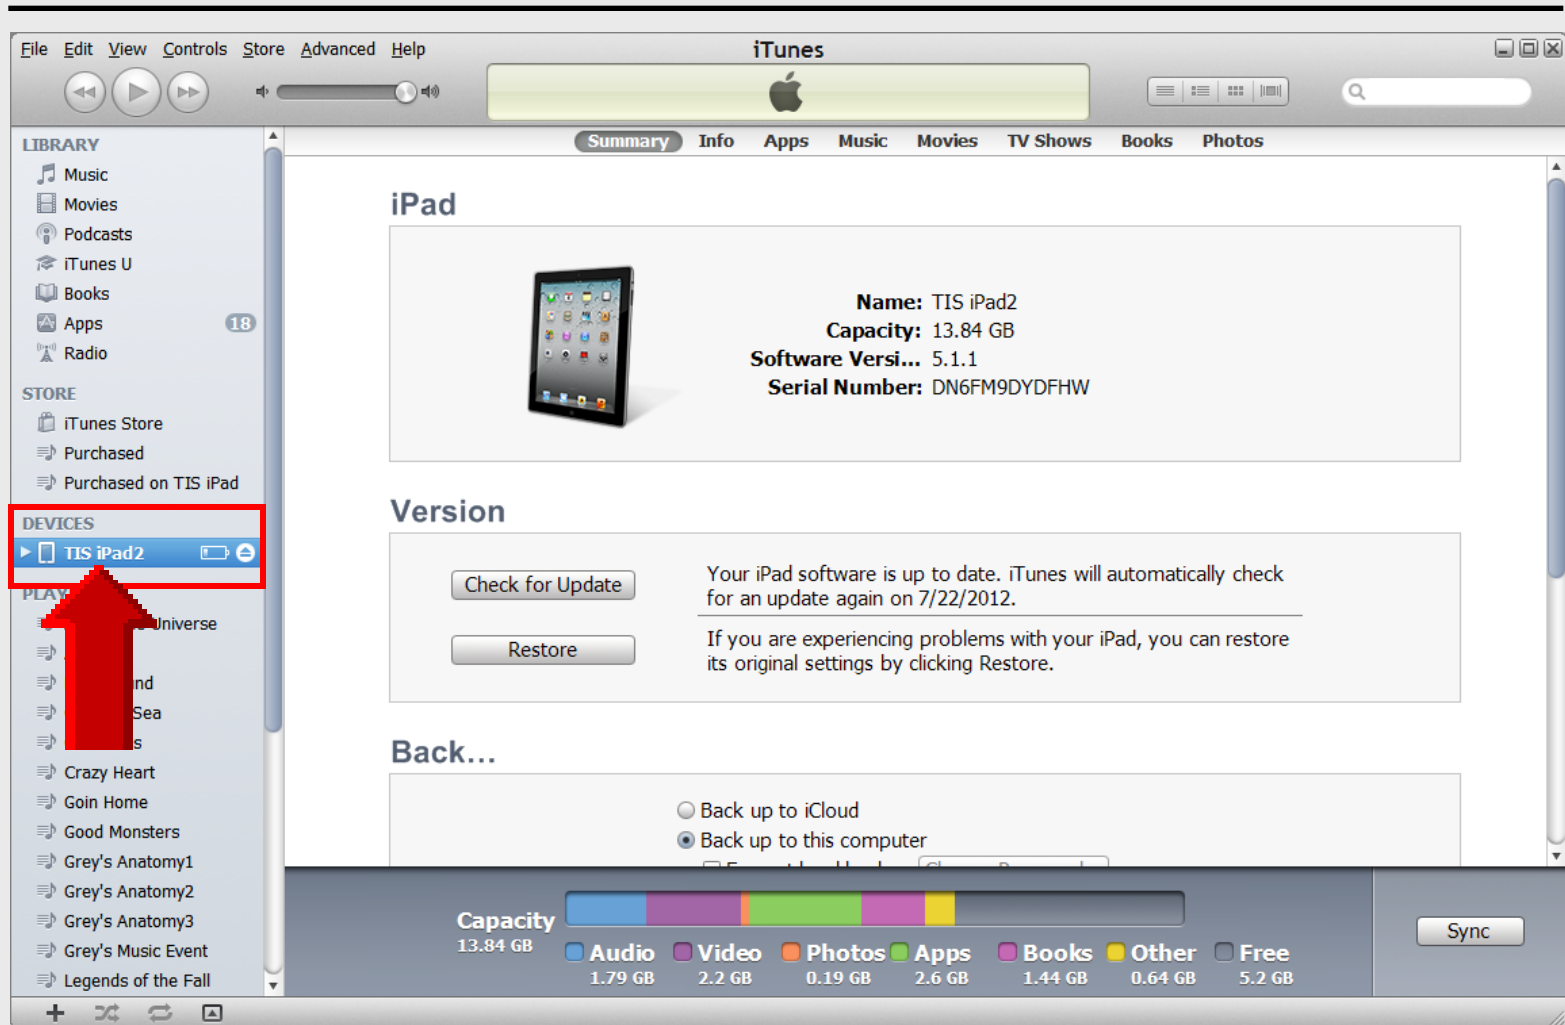 File Edit View Controls Store Advanced Help
iTunes
Summary Info Apps Music Movies TV Shows Books Photos
LIBRARY
Music
Movies
Podcasts
iTunes U
Books
Apps 18
Radio
STORE
iTunes Store
Purchased
Purchased on TIS iPad
DEVICES
TIS iPad2
Universe
Sea
Crazy Heart
Goin Home
Good Monsters
Grey's Anatomy1
Grey's Anatomy2
Grey's Anatomy3
Grey's Music Event
Legends of the Fall
iPad
Name: TIS iPad2
Capacity: 13.84 GB
Software Versi... 5.1.1
Serial Number: DN6FM9DYDFHW
Version
Check for Update
Your iPad software is up to date. iTunes will automatically check
for an update again on 7/22/2012.
Restore
If you are experiencing problems with your iPad, you can restore
its original settings by clicking Restore.
Back...
Back up to iCloud
Back up to this computer
Capacity
13.84 GB
Audio Video Photos Apps Books Other Free
1.79 GB 2.2 GB 0.19 GB 2.6 GB 1.44 GB 0.64 GB 5.2 GB
Sync